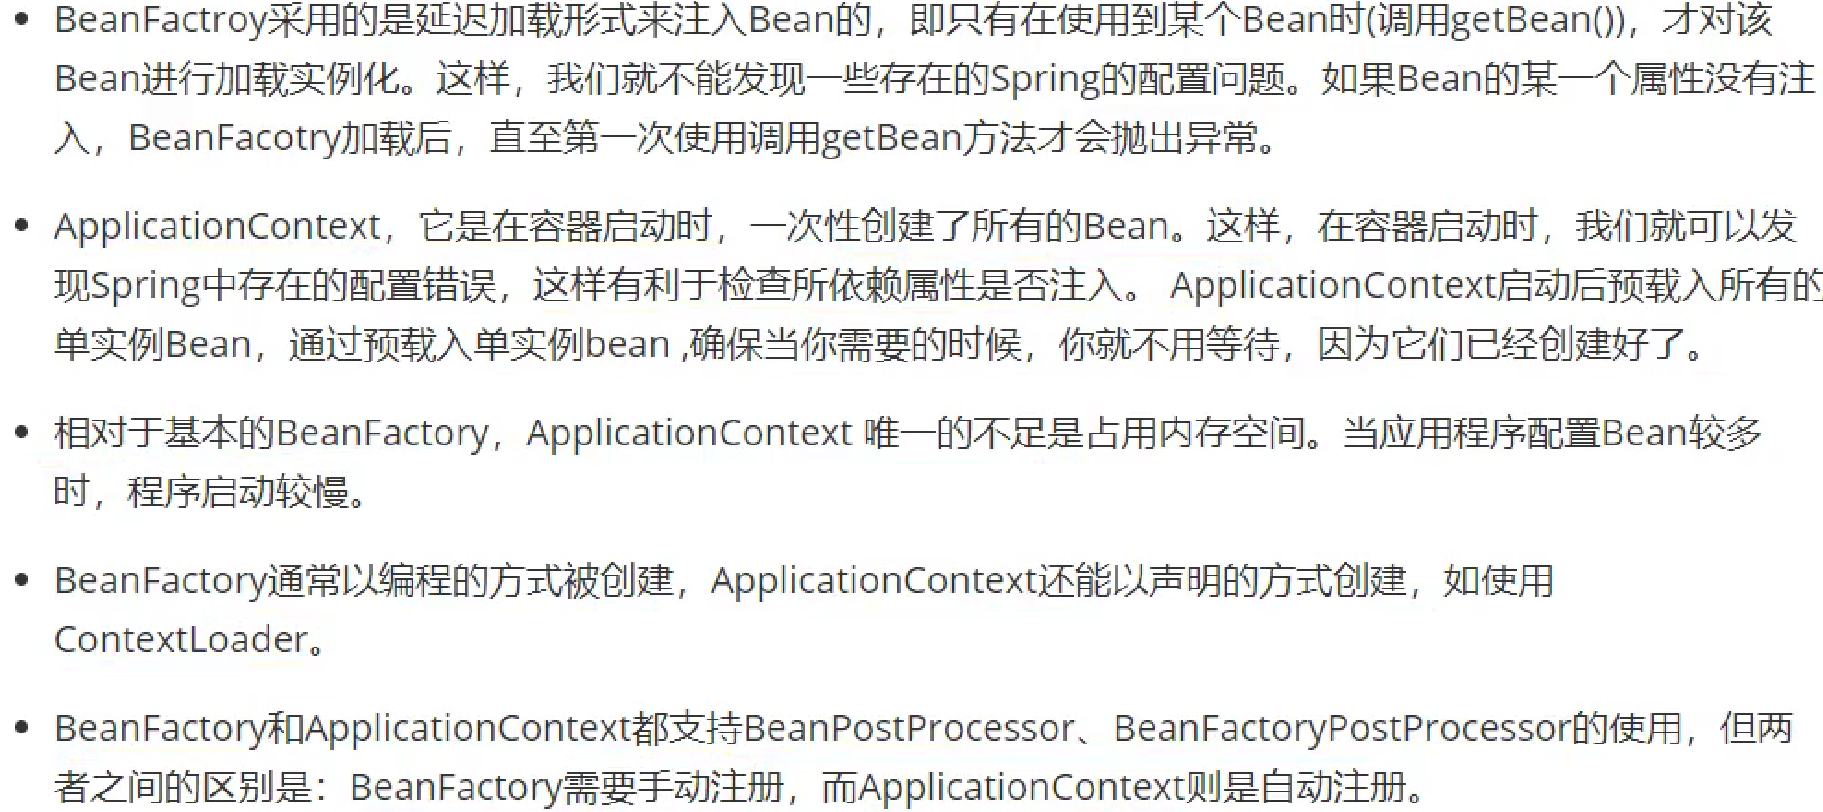 • BeanFactroy采用的是延迟加载形式来注入Bean的，即只有在使用到某个Bean时(调用getBean())，才对该
Bean进行加载实例化。这样，我们就不能发现一些存在的Spring的配置问题。如果Bean的某一个属性没有注
入，BeanFacotry加载后，直至第一次使用调用getBean方法才会抛出异常。
• ApplicationContext，它是在容器启动时，一次性创建了所有的Bean。这样，在容器启动时，我们就可以发
现Spring中存在的配置错误，这样有利于检查所依赖属性是否注入。 ApplicationContext启动后预载入所有的
单实例Bean，通过预载入单实例bean ,确保当你需要的时候，你就不用等待，因为它们已经创建好了。
• 相对于基本的BeanFactory，ApplicationContext 唯一的不足是占用内存空间。当应用程序配置Bean较多
时，程序启动较慢。
• BeanFactory通常以编程的方式被创建，ApplicationContext还能以声明的方式创建，如使用
ContextLoader。
• BeanFactory和ApplicationContext都支持BeanPostProcessor、BeanFactoryPostProcessor的使用，但两
者之间的区别是：BeanFactory需要手动注册，而ApplicationContext则是自动注册。